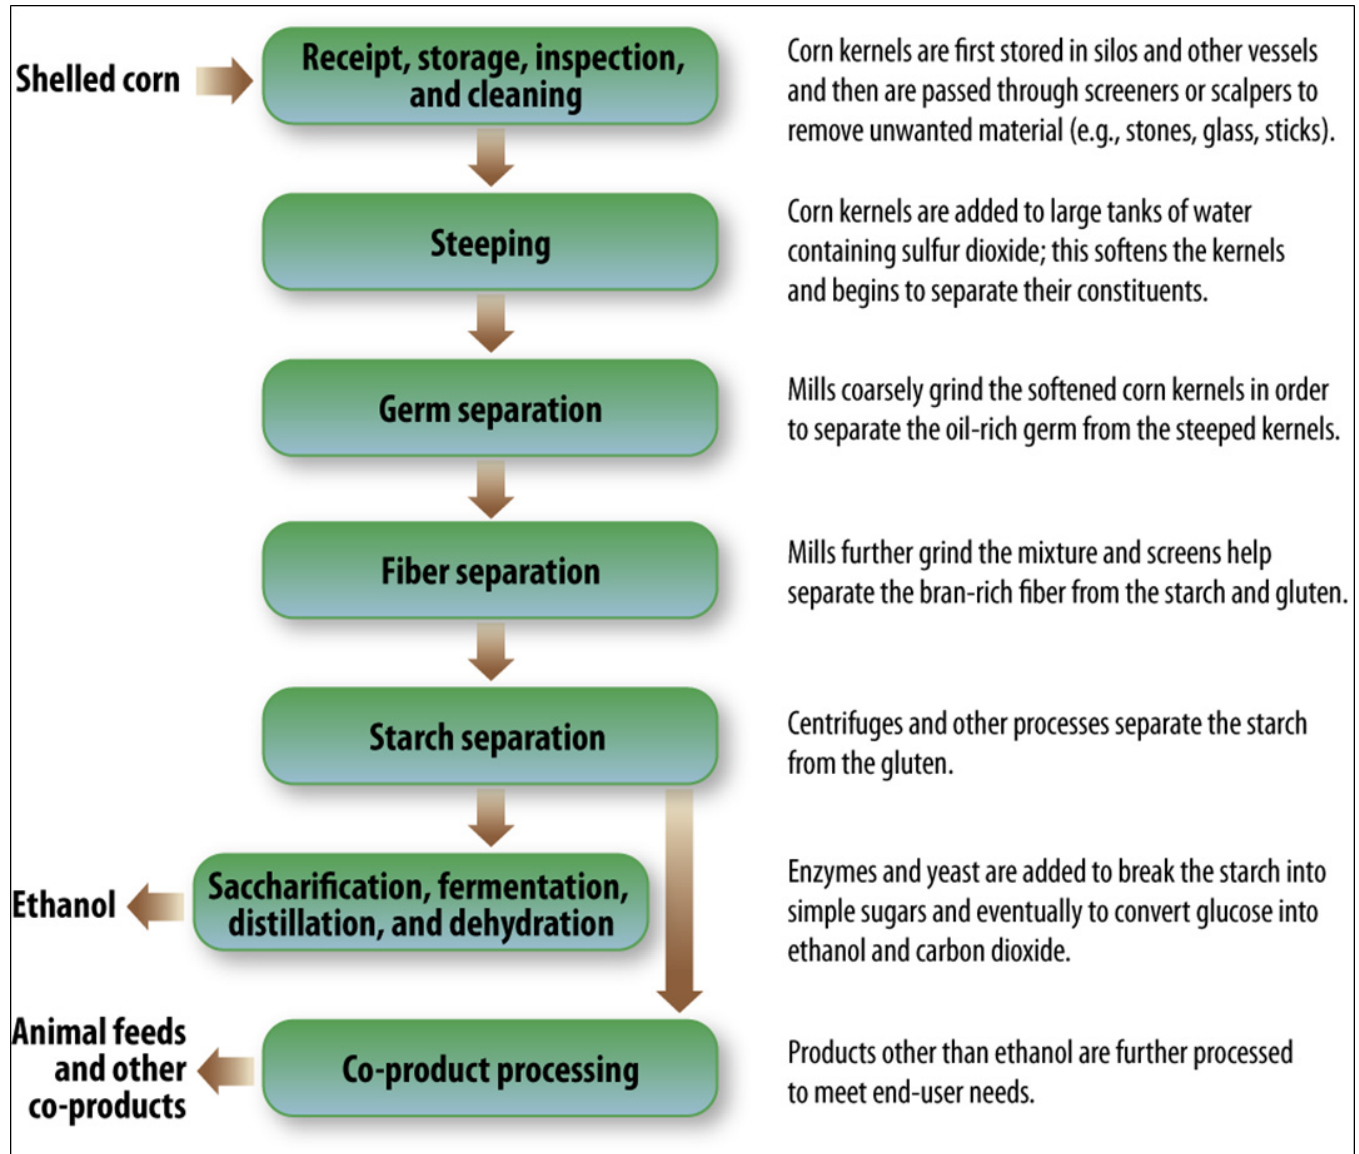 Shelled corn
Receipt, storage, inspection,
and cleaning
Corn kernels are first stored in silos and other vessels
and then are passed through screeners or scalpers to
remove unwanted material (e.g., stones, glass, sticks).
Steeping
Corn kernels are added to large tanks of water
containing sulfur dioxide; this softens the kernels
and begins to separate their constituents.
Germ separation
Mills coarsely grind the softened corn kernels in order
to separate the oil-rich germ from the steeped kernels.
Fiber separation
Mills further grind the mixture and screens help
separate the bran-rich fiber from the starch and gluten.
Starch separation
Centrifuges and other processes separate the starch
from the gluten.
Ethanol
Saccharification, fermentation,
distillation, and dehydration
Enzymes and yeast are added to break the starch into
simple sugars and eventually to convert glucose into
ethanol and carbon dioxide.
Animal feeds
and other
co-products
Co-product processing
Products other than ethanol are further processed
to meet end-user needs.